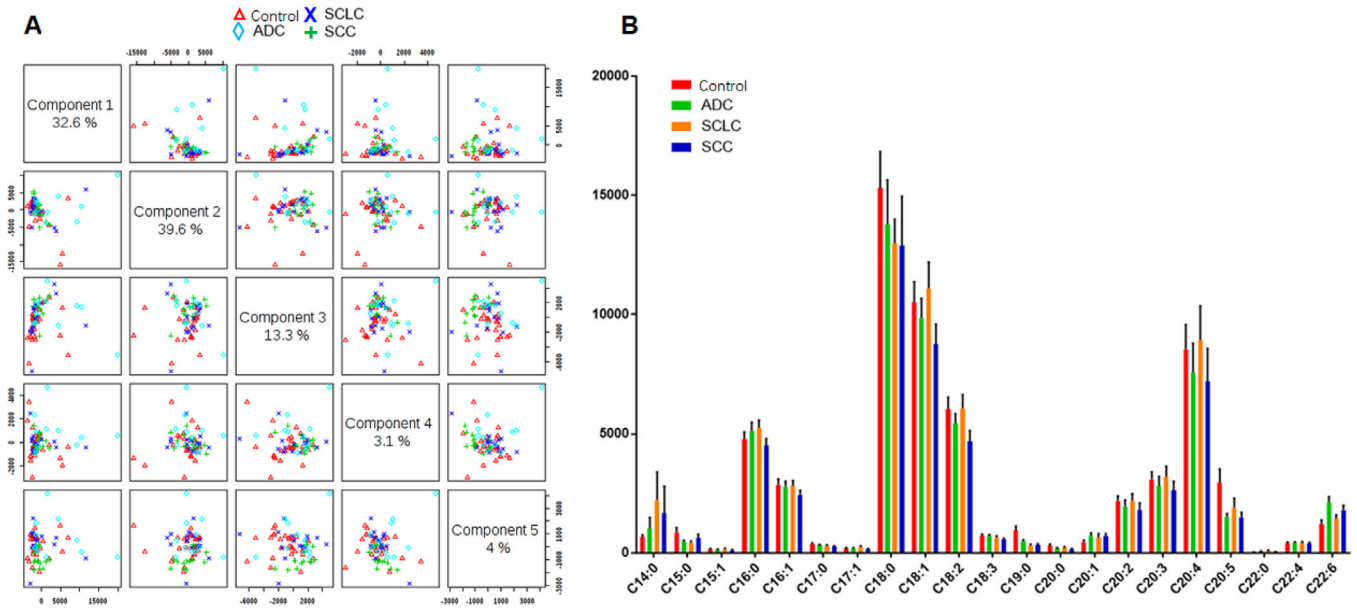 A
Control SCLC
ADC SCC
-15000 -5000 0 5000
-2000 0 2000 4000
Component 1
32.6 %
0 5000 15000
-15000 -5000 0 5000
Component 2
39.6 %
Component 3
13.3 %
-6000 -2000 2000
-2000 0 2000 4000
Component 4
3.1 %
Component 5
4 %
-3000 -1000 1000
0 5000 15000
-6000 -2000 2000
-3000 -1000 1000 3000
B
Control
ADC
SCLC
SCC
20000
15000
10000
5000
0
C14:0 C15:0 C15:1 C16:0 C16:1 C17:0 C17:1 C18:0 C18:1 C18:2 C18:3 C19:0 C20:0 C20:1 C20:2 C20:3 C20:4 C20:5 C22:0 C22:4 C22:6